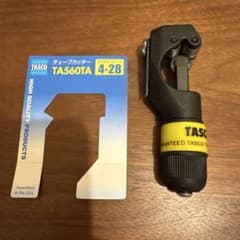 TASCO
チューブカッター
TA560TA 4-28
HIGH QUALITY PRODUCTS
TASCO